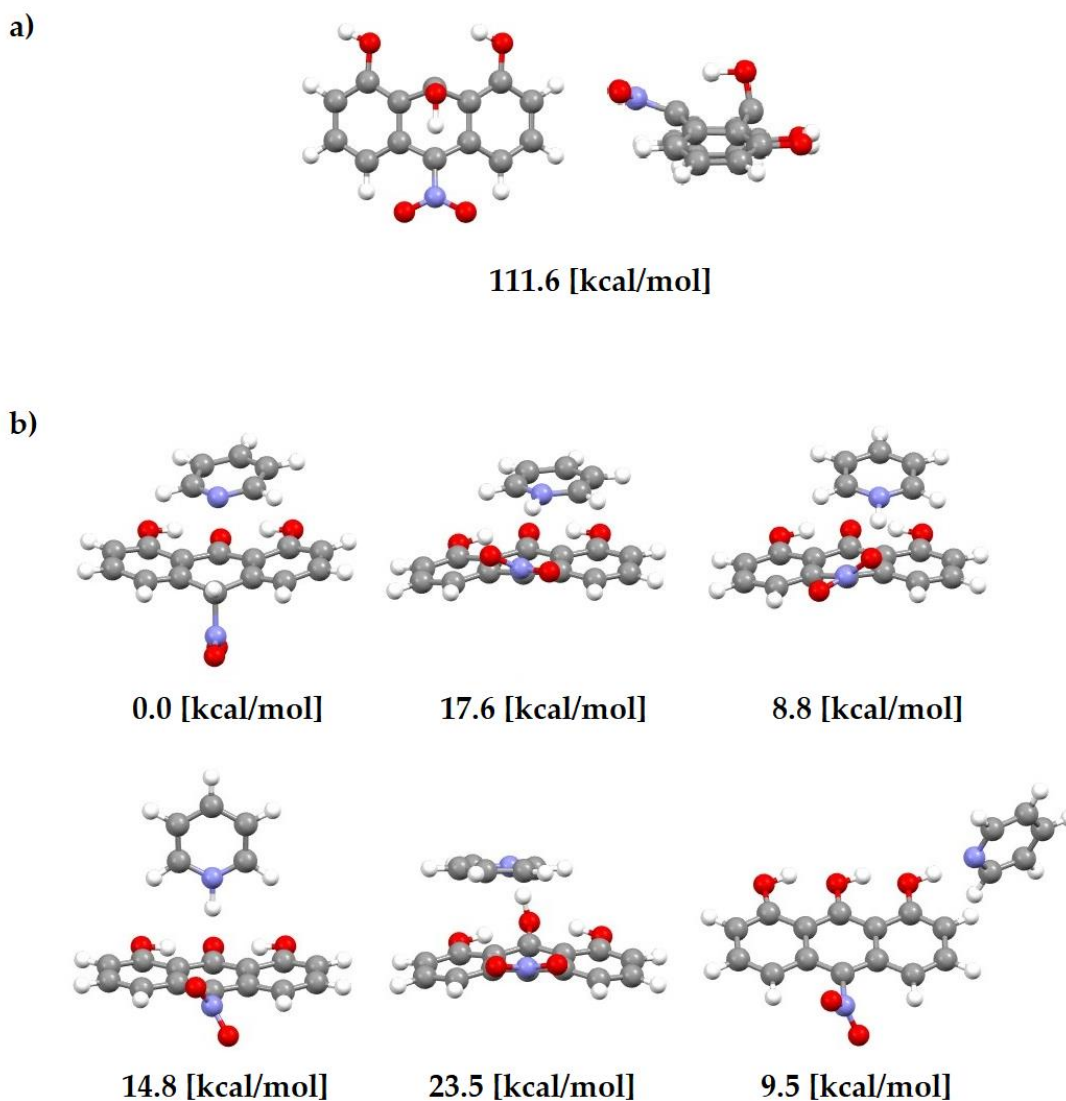 a)
111.6 [kcal/mol]
b)
0.0 [kcal/mol]
17.6 [kcal/mol]
8.8 [kcal/mol]
14.8 [kcal/mol]
23.5 [kcal/mol]
9.5 [kcal/mol]